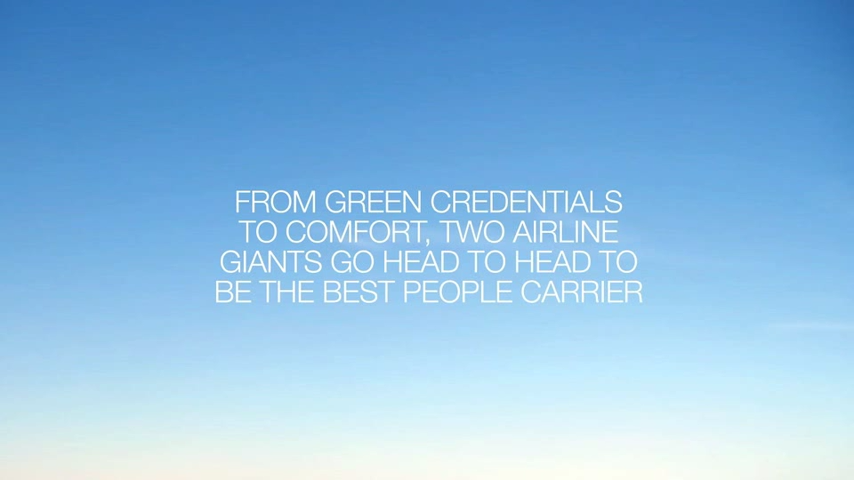 FROM GREEN CREDENTIALS
TO COMFORT, TWO AIRLINE
GIANTS GO HEAD TO HEAD TO
BE THE BEST PEOPLE CARRIER